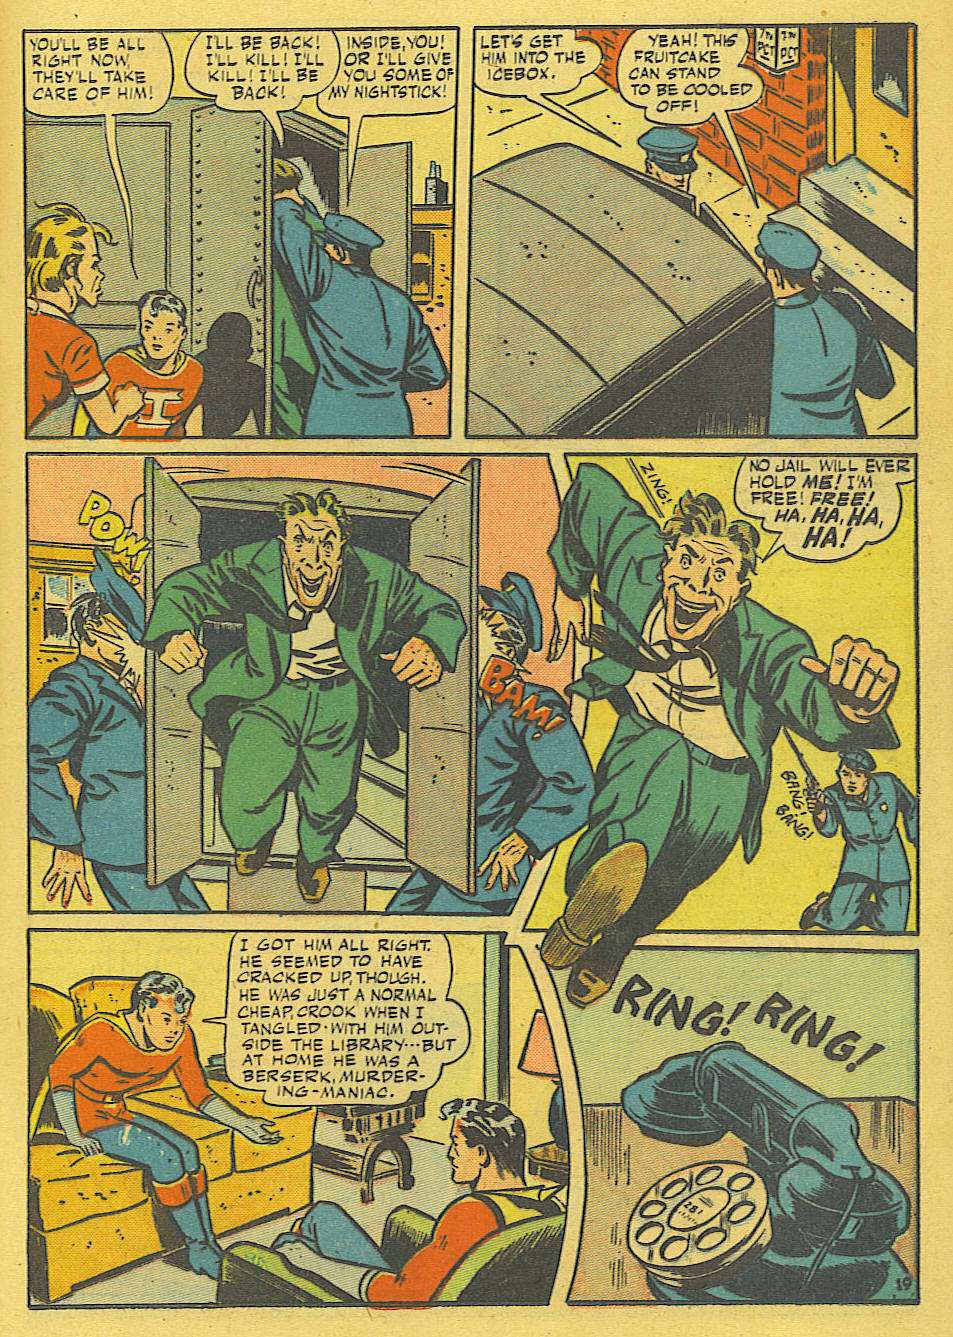 YOU'LL BE ALL
RIGHT NOW,
THEY'LL TAKE
CARE OF HIM!
I'LL BE BACK!
I'LL KILL! I'LL
KILL! I'LL BE
BACK!
INSIDE, YOU!
OR I'LL GIVE
YOU SOME OF
MY NIGHTSTICK!
I
LET'S GET
HIM INTO THE
ICEBOX.
YEAH! THIS
FRUITCAKE
CAN STAND
TO BE COOLED
OFF!
7TH
PCT
7TH
PCT
POW!
BAM!
ZING!
NO JAIL WILL EVER
HOLD ME! I'M
FREE! FREE!
HA, HA, HA,
HA!
BANG!
BANG!
I GOT HIM ALL RIGHT.
HE SEEMED TO HAVE
CRACKED UP, THOUGH.
HE WAS JUST A NORMAL
CHEAP, CROOK WHEN I
TANGLED-WITH HIM OUT-
SIDE THE LIBRARY...BUT
AT HOME HE WAS A
BERSERK, MURDER-
ING-MANIAC.
RING! RING!
19